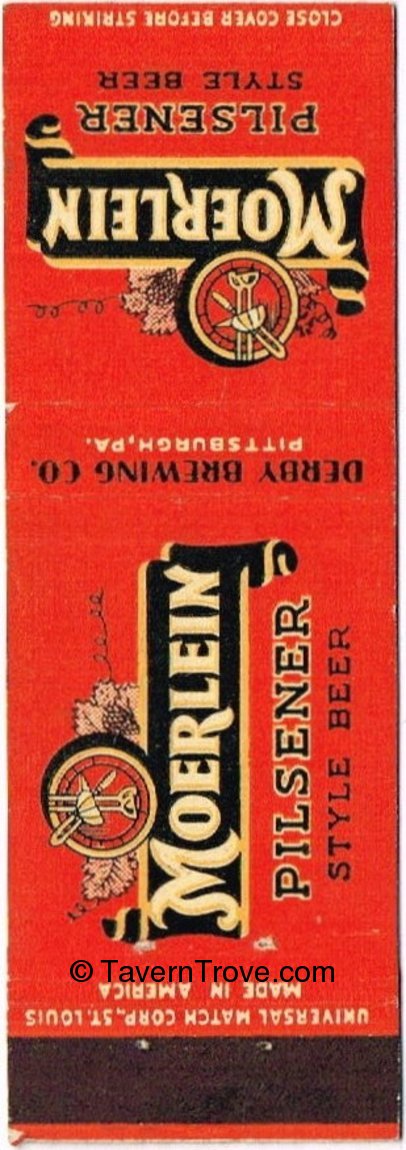 CLOSE COVER BEFORE STRIKING
MOERLEIN
PILSENER
STYLE BEER
DERBY BREWING CO.
PITTSBURGH, PA.
MOERLEIN
PILSENER
STYLE BEER
© TavernTrove.com
MADE IN AMERICA
UNIVERSAL MATCH CORP., ST. LOUIS